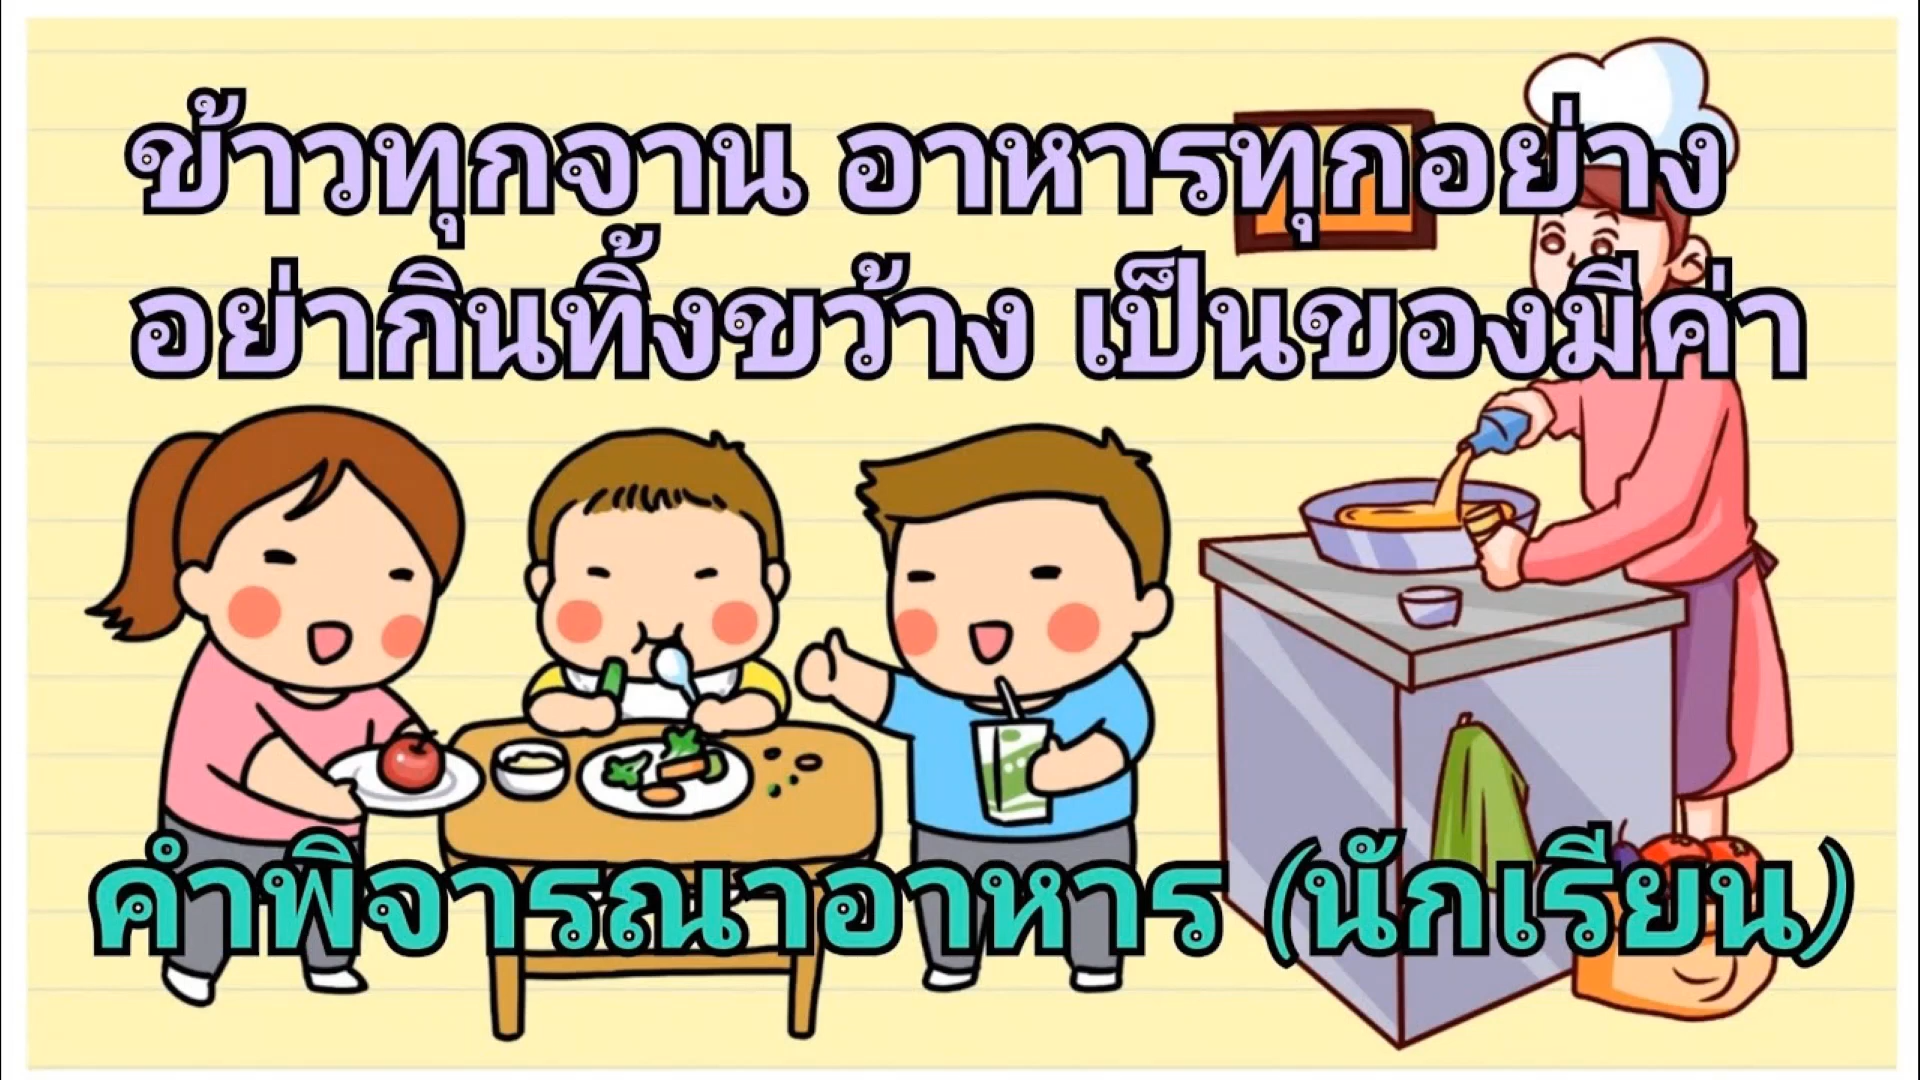 ข้าวทุกจาน อาหารทุกอย่าง
อย่ากินทิ้งขว้าง เป็นของมีค่า
คำพิจารณาอาหาร (นักเรียน)